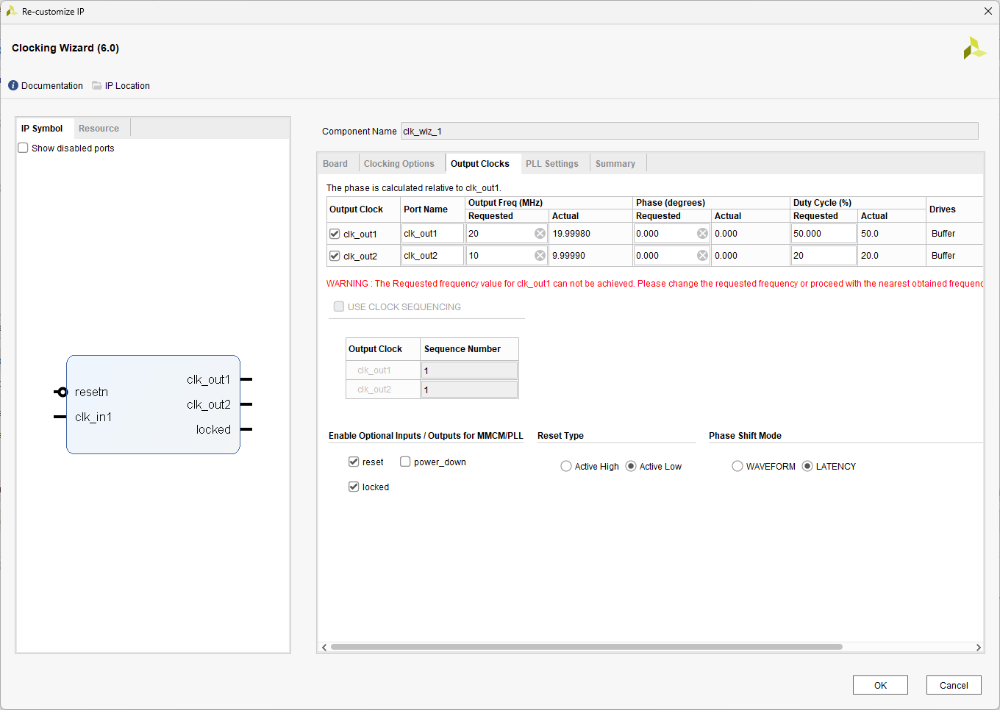 Re-customize IP
Clocking Wizard (6.0)
Documentation IP Location
IP Symbol Resource
Show disabled ports
resetn
clk_in1
clk_out1
clk_out2
locked
Component Name clk_wiz_1
Board Clocking Options Output Clocks PLL Settings Summary
The phase is calculated relative to clk_out1.
Output Clock Port Name Output Freq (MHz) Phase (degrees) Duty Cycle (%) Drives
Requested Actual Requested Actual Requested Actual
clk_out1 clk_out1 20 19.99980 0.000 0.000 50.000 50.0 Buffer
clk_out2 clk_out2 10 9.99990 0.000 0.000 20 20.0 Buffer
WARNING : The Requested frequency value for clk_out1 can not be achieved. Please change the requested frequency or proceed with the nearest obtained frequenc
USE CLOCK SEQUENCING
Output Clock Sequence Number
clk_out1 1
clk_out2 1
Enable Optional Inputs / Outputs for MMCM/PLL Reset Type Phase Shift Mode
reset power_down Active High Active Low WAVEFORM LATENCY
locked
OK Cancel